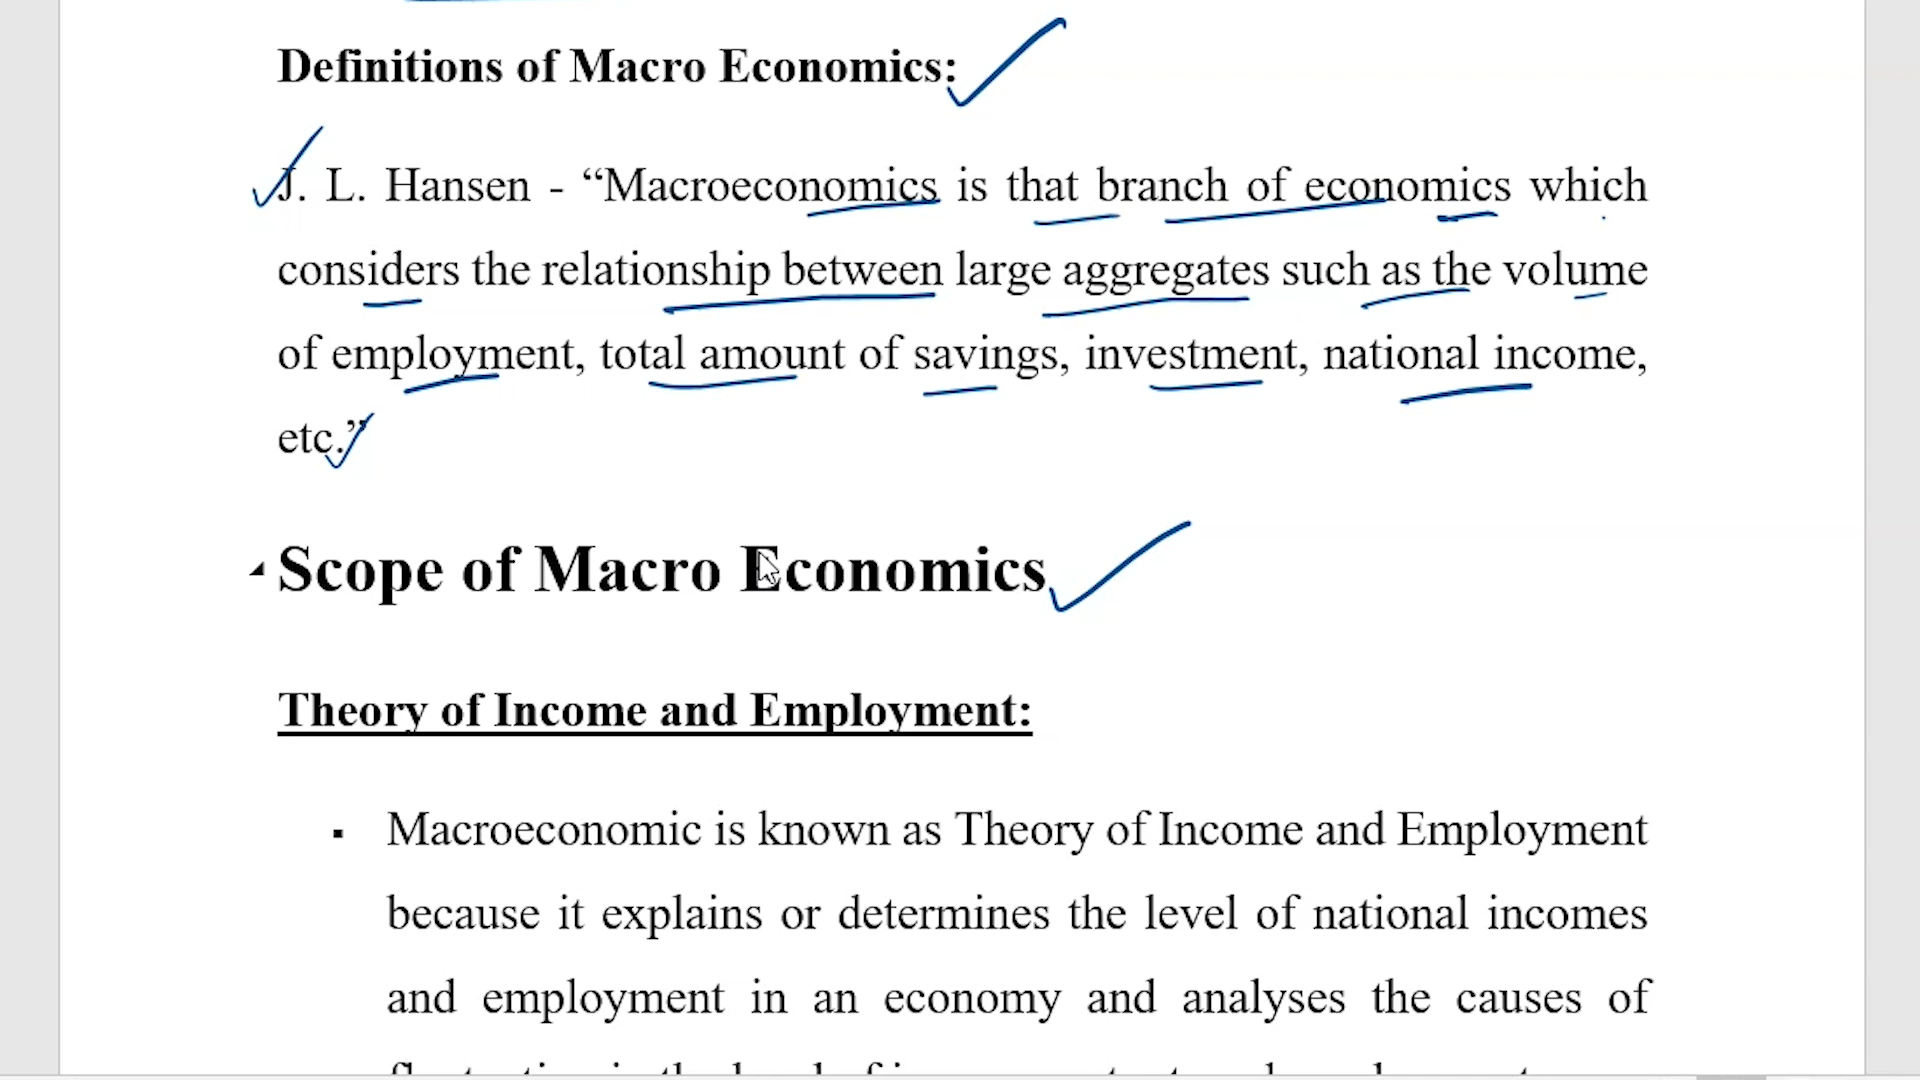 Definitions of Macro Economics:
J. L. Hansen - “Macroeconomics is that branch of economics which
considers the relationship between large aggregates such as the volume
of employment, total amount of savings, investment, national income,
etc.”
Scope of Macro Economics
Theory of Income and Employment:
▪ Macroeconomic is known as Theory of Income and Employment
because it explains or determines the level of national incomes
and employment in an economy and analyses the causes of